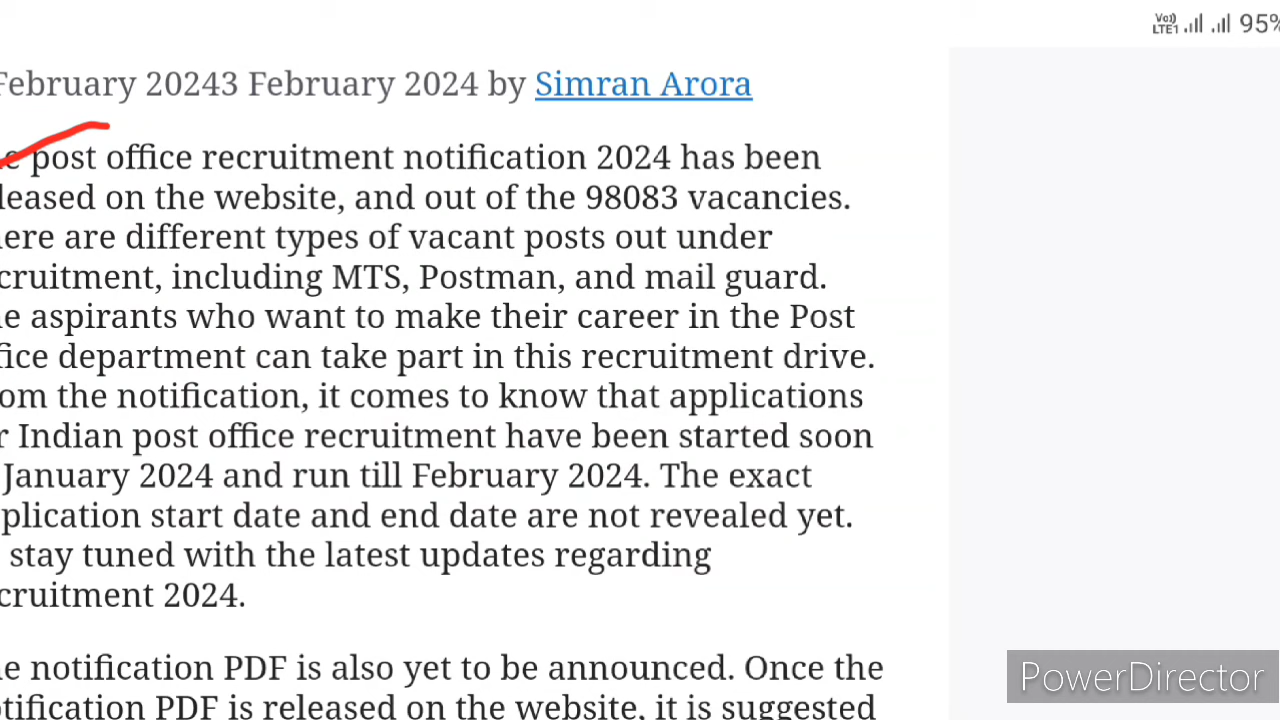 Vo)) LTE1 95%
February 20243 February 2024 by Simran Arora
post office recruitment notification 2024 has been
leased on the website, and out of the 98083 vacancies.
ere are different types of vacant posts out under
cruitment, including MTS, Postman, and mail guard.
e aspirants who want to make their career in the Post
fice department can take part in this recruitment drive.
om the notification, it comes to know that applications
r Indian post office recruitment have been started soon
January 2024 and run till February 2024. The exact
plication start date and end date are not revealed yet.
stay tuned with the latest updates regarding
cruitment 2024.
e notification PDF is also yet to be announced. Once the
otification PDF is released on the website, it is suggested
PowerDirector